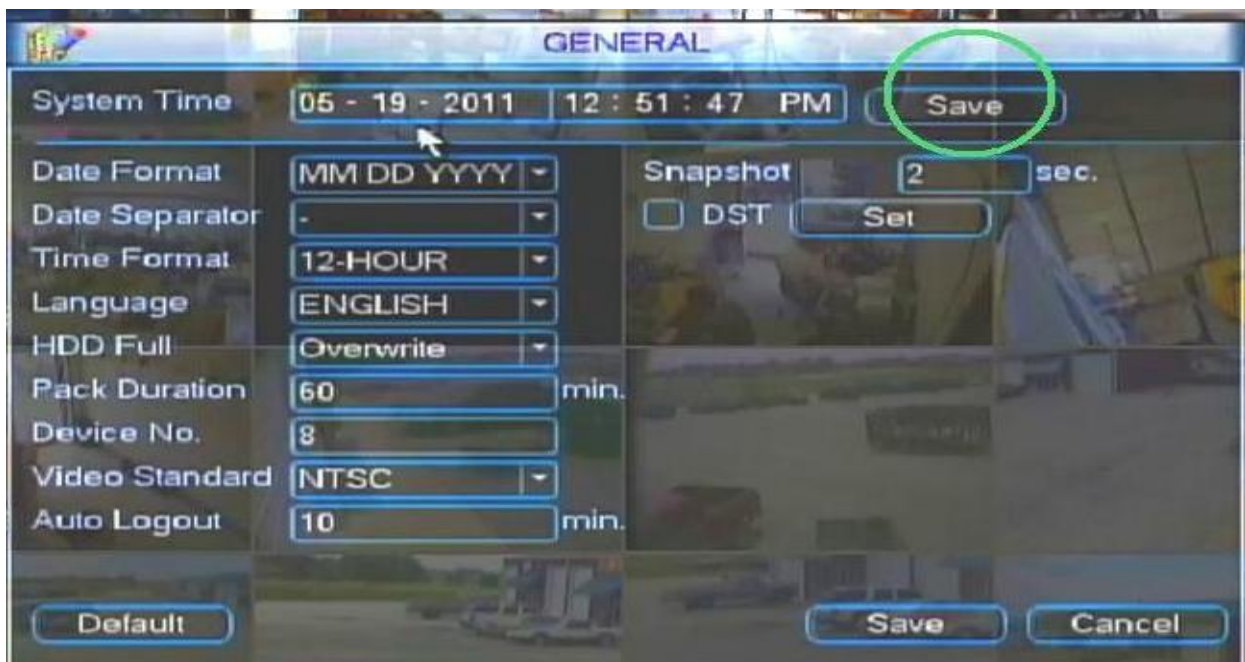 GENERAL
System Time 05 - 19 - 2011 12 : 51 : 47 PM Save
Date Format MM DD YYYY Snapshot 2 sec.
Date Separator - DST Set
Time Format 12-HOUR
Language ENGLISH
HDD Full Overwrite
Pack Duration 60 min.
Device No. 8
Video Standard NTSC
Auto Logout 10 min.
Default Save Cancel